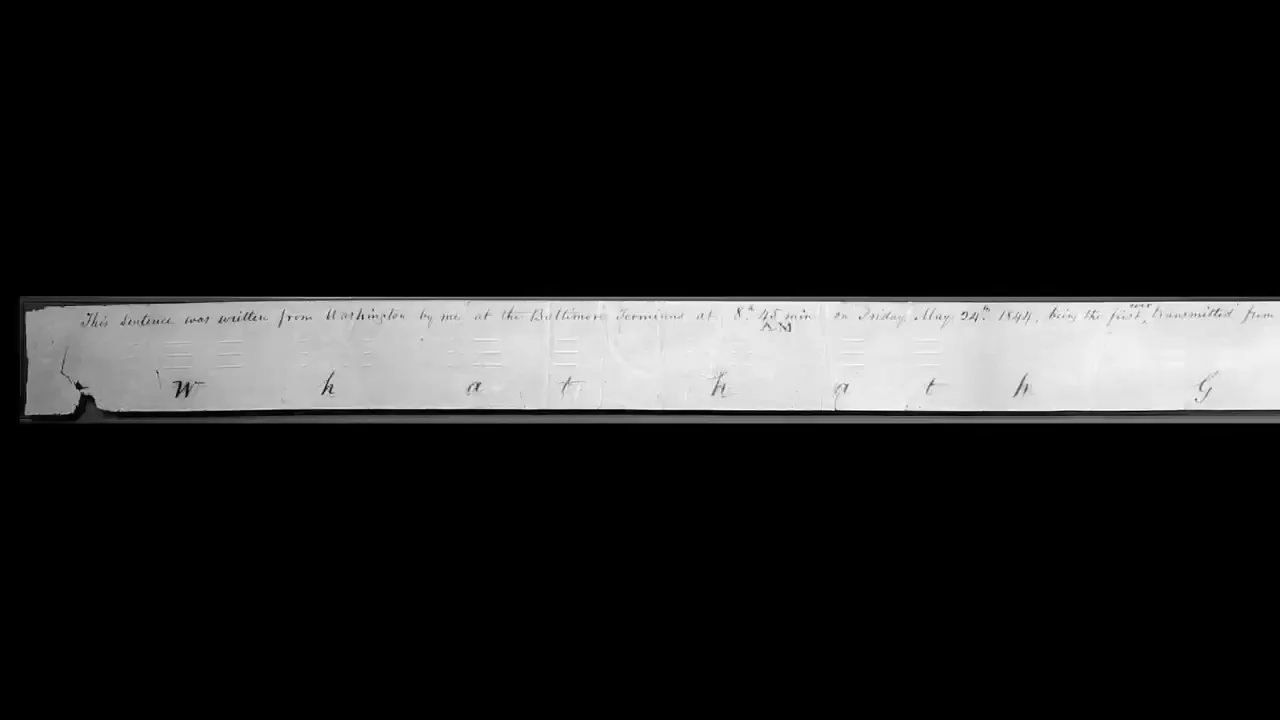 This sentence was written from Washington by me at the Baltimore Terminus at 8h 45 min on Friday May 24th 1844, being the first ever transmitted from
A.M
W h a t h a t h G